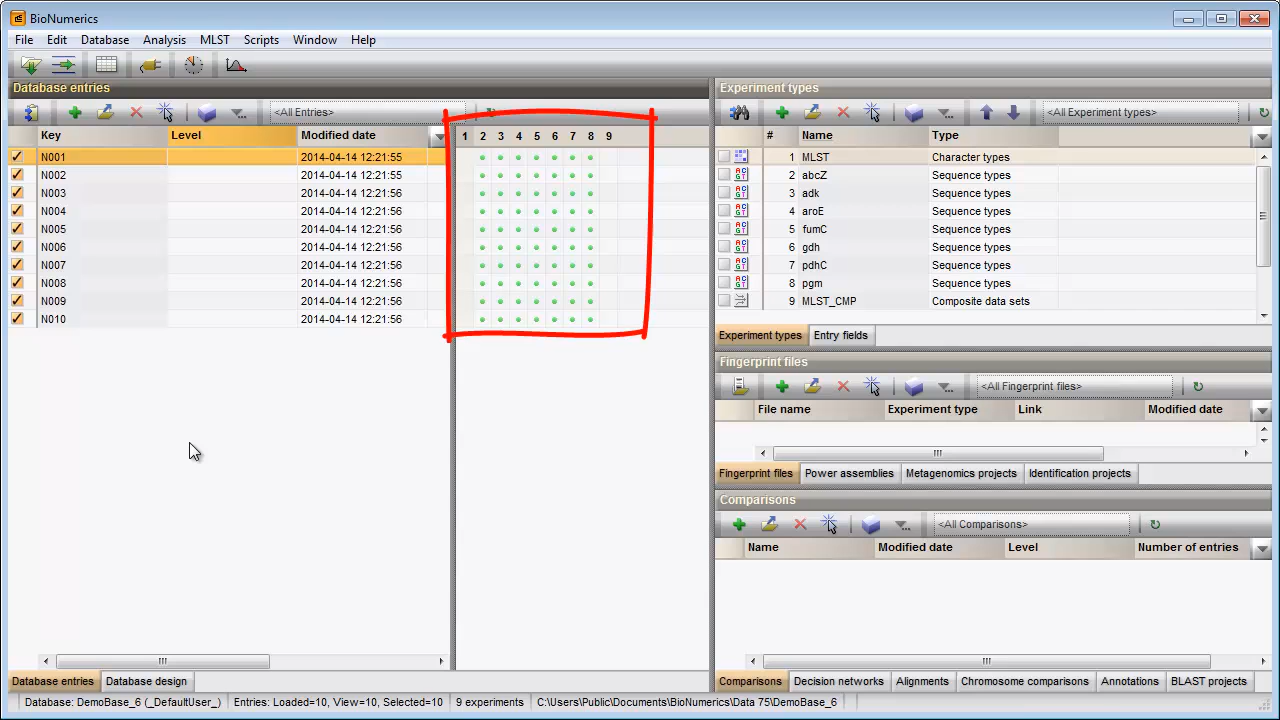 BioNumerics
File Edit Database Analysis MLST Scripts Window Help
Database entries
<All Entries>
Key Level Modified date 1 2 3 4 5 6 7 8 9
N001 2014-04-14 12:21:55
N002 2014-04-14 12:21:55
N003 2014-04-14 12:21:56
N004 2014-04-14 12:21:56
N005 2014-04-14 12:21:56
N006 2014-04-14 12:21:56
N007 2014-04-14 12:21:56
N008 2014-04-14 12:21:56
N009 2014-04-14 12:21:56
N010 2014-04-14 12:21:56
Database entries Database design
Experiment types
<All Experiment types>
# Name Type
1 MLST Character types
2 abcZ Sequence types
3 adk Sequence types
4 aroE Sequence types
5 fumC Sequence types
6 gdh Sequence types
7 pdhC Sequence types
8 pgm Sequence types
9 MLST_CMP Composite data sets
Experiment types Entry fields
Fingerprint files
<All Fingerprint files>
File name Experiment type Link Modified date
Fingerprint files Power assemblies Metagenomics projects Identification projects
Comparisons
<All Comparisons>
Name Modified date Level Number of entries
Comparisons Decision networks Alignments Chromosome comparisons Annotations BLAST projects
Database: DemoBase_6 (_DefaultUser_) Entries: Loaded=10, View=10, Selected=10 9 experiments C:\Users\Public\Documents\BioNumerics\Data 75\DemoBase_6